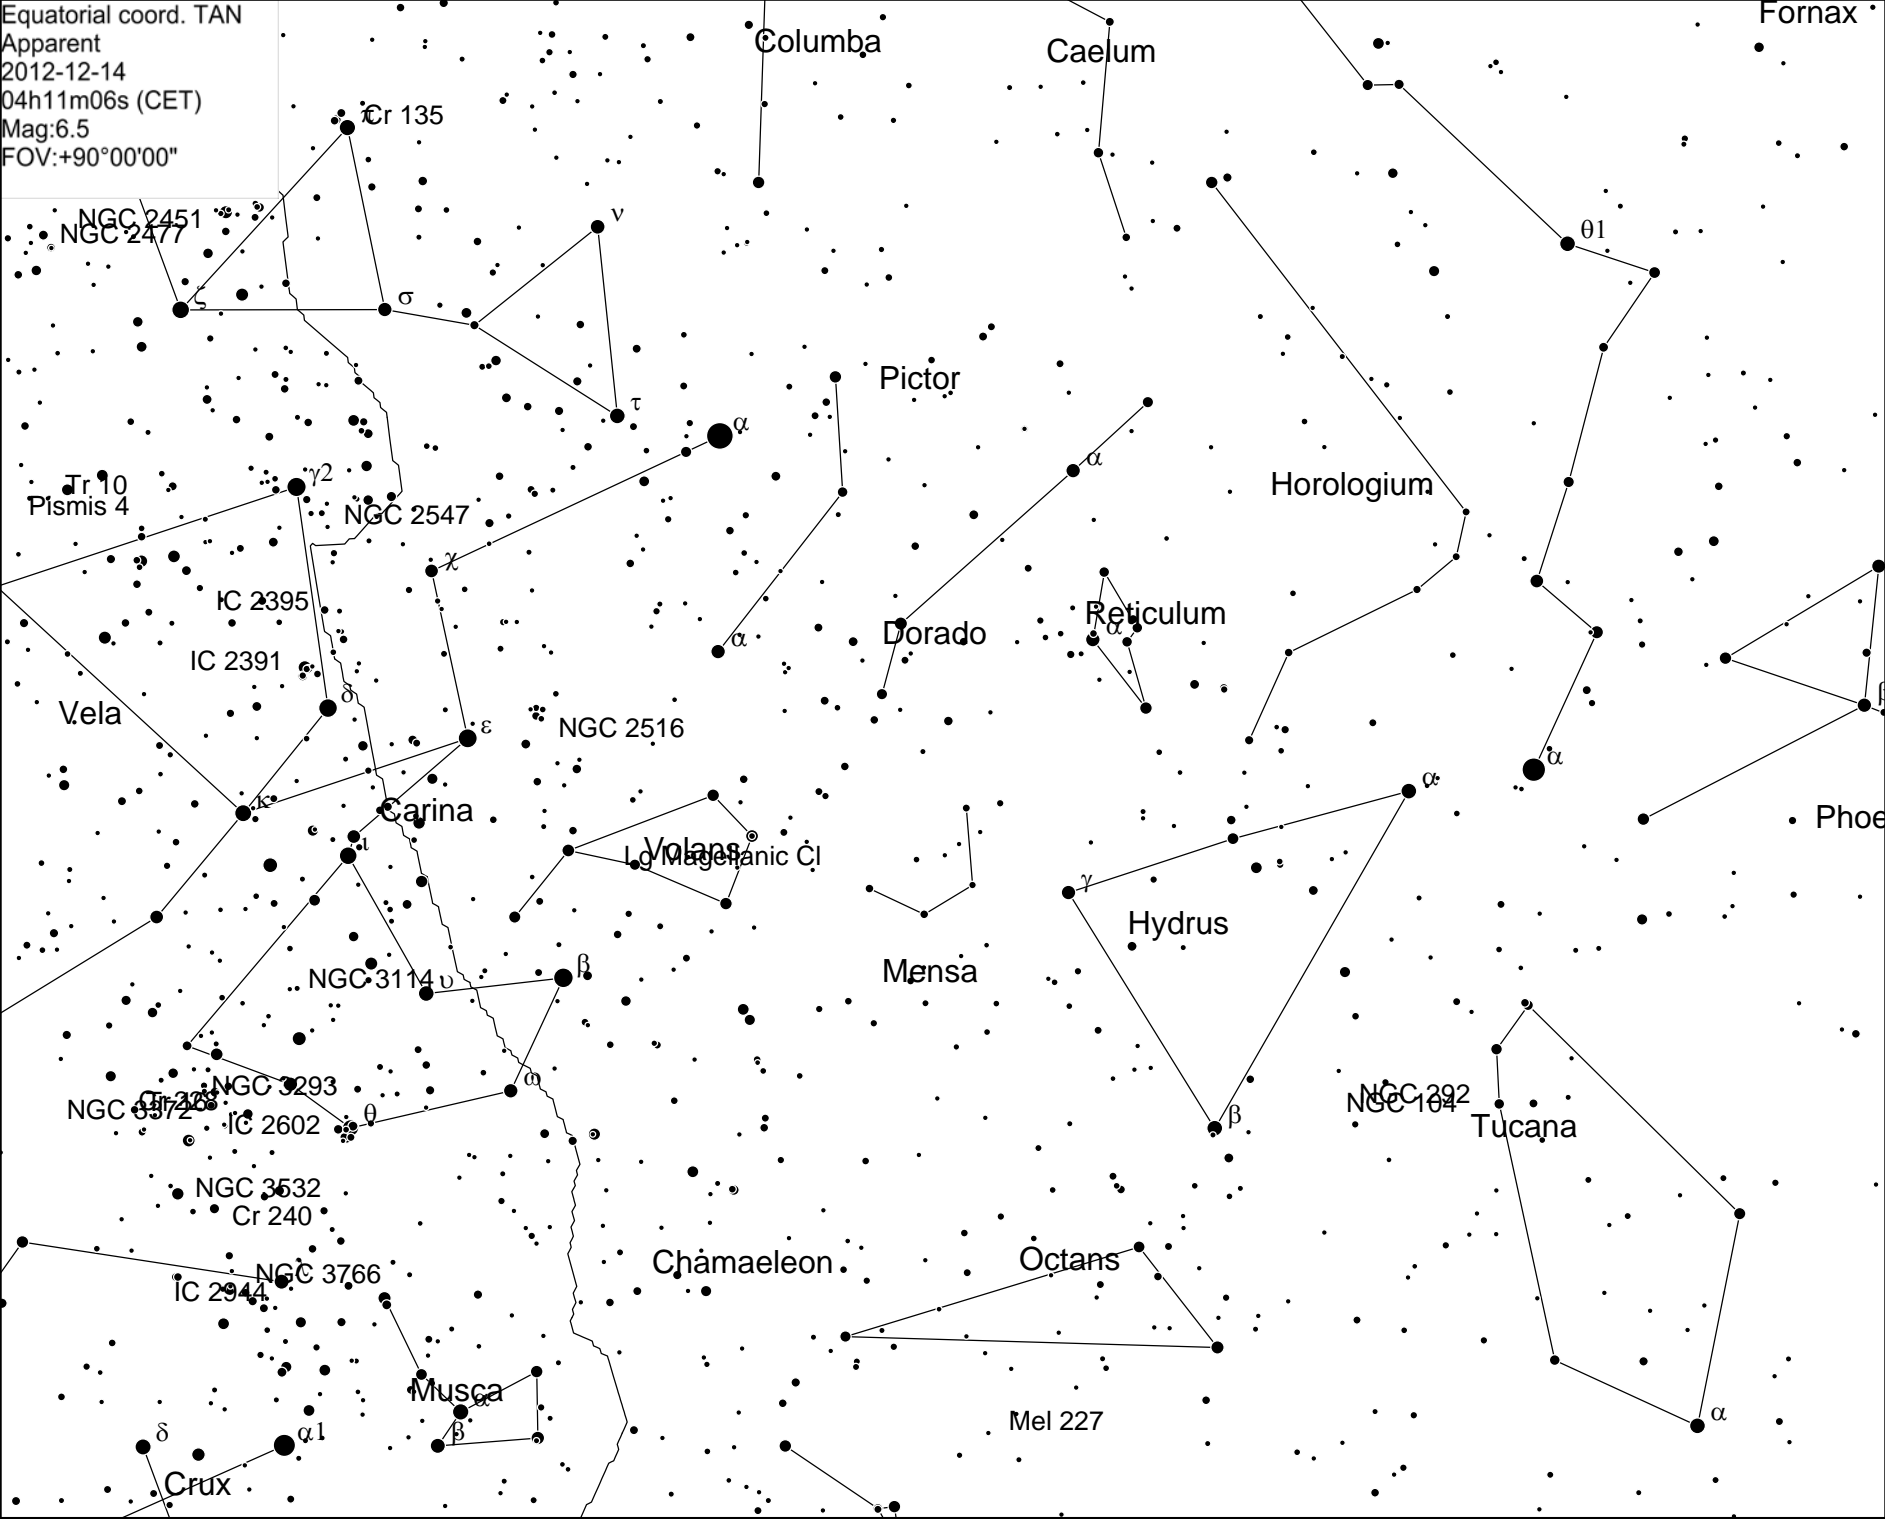 Equatorial coord. TAN
Apparent
2012-12-14
04h11m06s (CET)
Mag:6.5
FOV:+90°00'00"
Fornax
Columba
Caelum
π
Cr 135
NGC 2451
NGC 2477
ν
θ1
ζ
σ
Pictor
τ
α
α
γ2
Tr 10
Pismis 4
NGC 2547
Horologium
χ
IC 2395
Reticulum
α
Dorado
α
IC 2391
δ
β
Vela
ε
NGC 2516
α
α
κ
Carina
Phoe
ι
Volans
Lg Magellanic Cl
γ
Hydrus
β
Mensa
NGC 3114
υ
ω
NGC 3293
NGC 3372
NGC 292
NGC 104
θ
IC 2602
β
Tucana
NGC 3532
Cr 240
Chamaeleon
Octans
NGC 3766
IC 2944
Musca
α
β
Mel 227
α
δ
α1
Crux